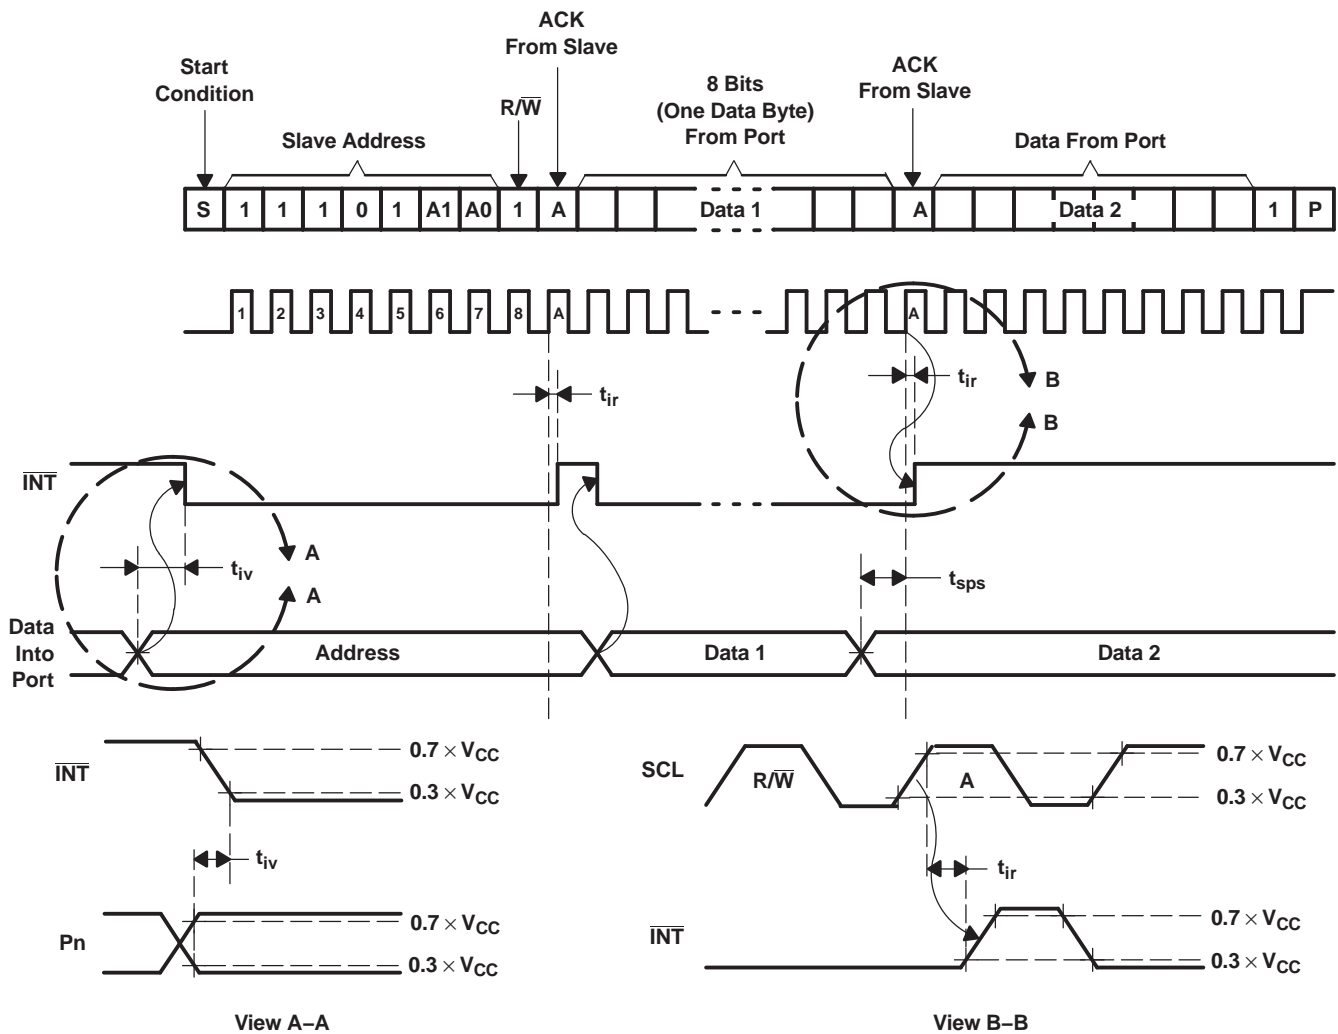 ACK
From Slave
Start
Condition
R/W̅
ACK
From Slave
8 Bits
(One Data Byte)
From Port
Slave Address
Data From Port
S 1 1 1 0 1 A1 A0 1 A Data 1 A Data 2 1 P
1 2 3 4 5 6 7 8 A A
t_ir
t_ir
B
B
I̅N̅T̅
A
t_iv
A
t_sps
Data
Into
Port
Address
Data 1
Data 2
I̅N̅T̅
0.7 × V_CC
0.3 × V_CC
t_iv
Pn
0.7 × V_CC
0.3 × V_CC
View A–A
SCL
R/W̅
A
0.7 × V_CC
0.3 × V_CC
t_ir
I̅N̅T̅
0.7 × V_CC
0.3 × V_CC
View B–B